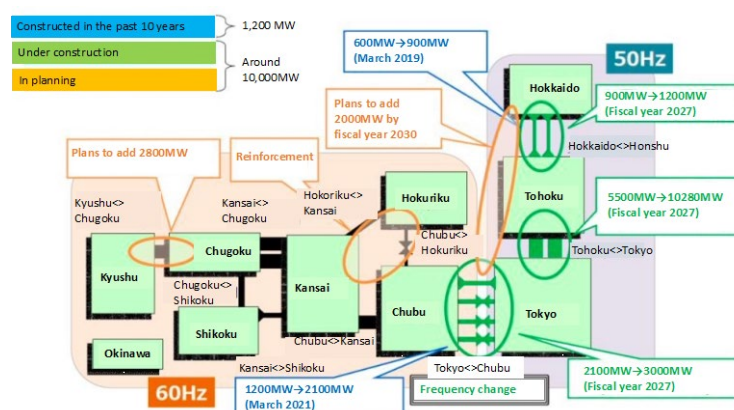 Constructed in the past 10 years
1,200 MW
Under construction
Around
10,000MW
In planning
600MW→900MW
(March 2019)
50Hz
Hokkaido
Plans to add
2000MW by
fiscal year 2030
900MW→1200MW
(Fiscal year 2027)
Hokkaido<>Honshu
Plans to add 2800MW
Reinforcement
Kyushu<>
Chugoku
Kansai<>
Chugoku
Hokoriku<>
Kansai
Hokuriku
Tohoku
5500MW→10280MW
(Fiscal year 2027)
Chubu<>
Hokuriku
Tohoku<>Tokyo
Kyushu
Chugoku
Kansai
Chugoku<>
Shikoku
Chubu
Tokyo
Shikoku
Chubu<>Kansai
Okinawa
Kansai<>Shikoku
Tokyo<>Chubu
2100MW→3000MW
(Fiscal year 2027)
60Hz
1200MW→2100MW
(March 2021)
Frequency change